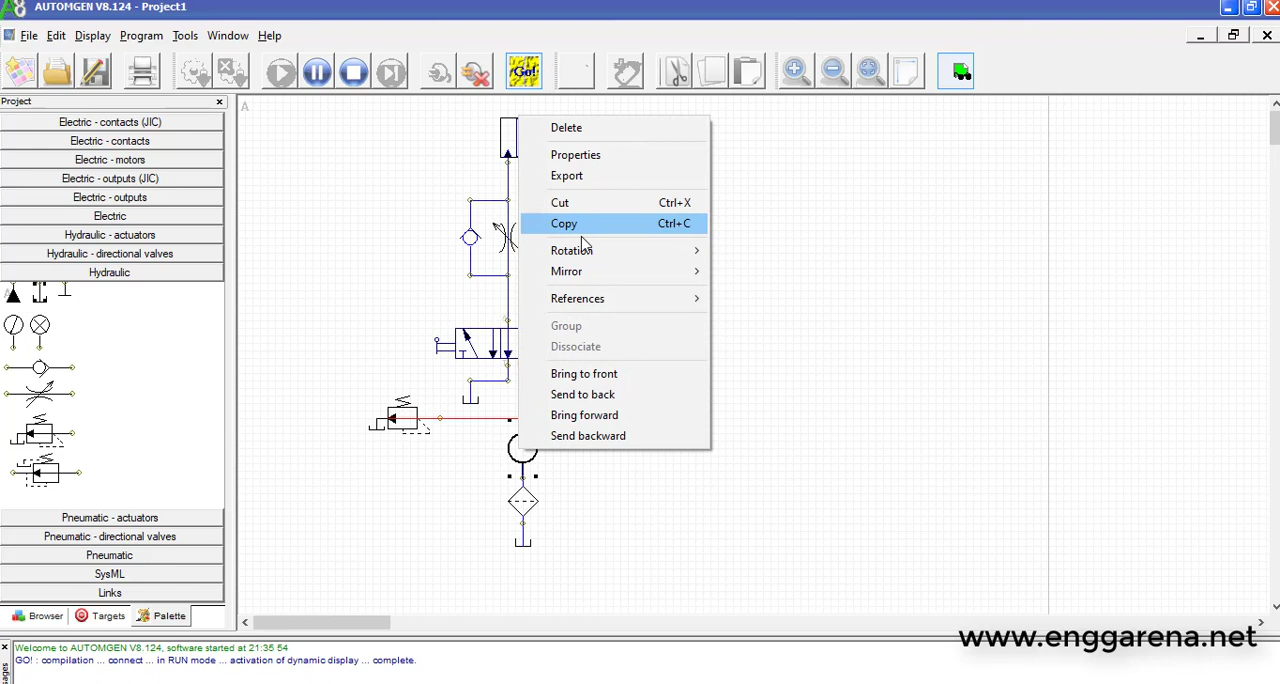 AUTOMGEN V8.124 - Project1
File Edit Display Program Tools Window Help
Go!
Project
Electric - contacts (JIC)
Electric - contacts
Electric - motors
Electric - outputs (JIC)
Electric - outputs
Electric
Hydraulic - actuators
Hydraulic - directional valves
Hydraulic
Pneumatic - actuators
Pneumatic - directional valves
Pneumatic
SysML
Links
Browser Targets Palette
A
Delete
Properties
Export
Cut Ctrl+X
Copy Ctrl+C
Rotation
Mirror
References
Group
Dissociate
Bring to front
Send to back
Bring forward
Send backward
Welcome to AUTOMGEN V8.124, software started at 21:35 54
GO! : compilation ... connect ... in RUN mode ... activation of dynamic display ... complete.
www.enggarena.net